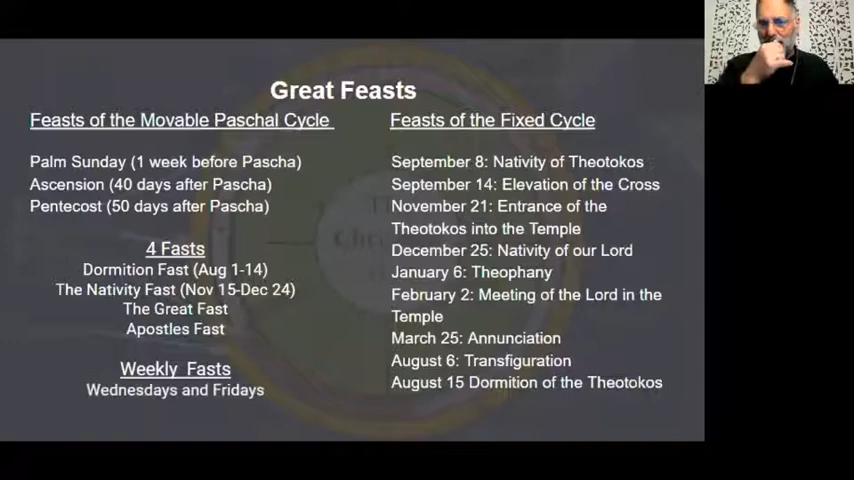 Great Feasts
Feasts of the Movable Paschal Cycle
Palm Sunday (1 week before Pascha)
Ascension (40 days after Pascha)
Pentecost (50 days after Pascha)
4 Fasts
Dormition Fast (Aug 1-14)
The Nativity Fast (Nov 15-Dec 24)
The Great Fast
Apostles Fast
Weekly Fasts
Wednesdays and Fridays
Feasts of the Fixed Cycle
September 8: Nativity of Theotokos
September 14: Elevation of the Cross
November 21: Entrance of the
Theotokos into the Temple
December 25: Nativity of our Lord
January 6: Theophany
February 2: Meeting of the Lord in the
Temple
March 25: Annunciation
August 6: Transfiguration
August 15 Dormition of the Theotokos